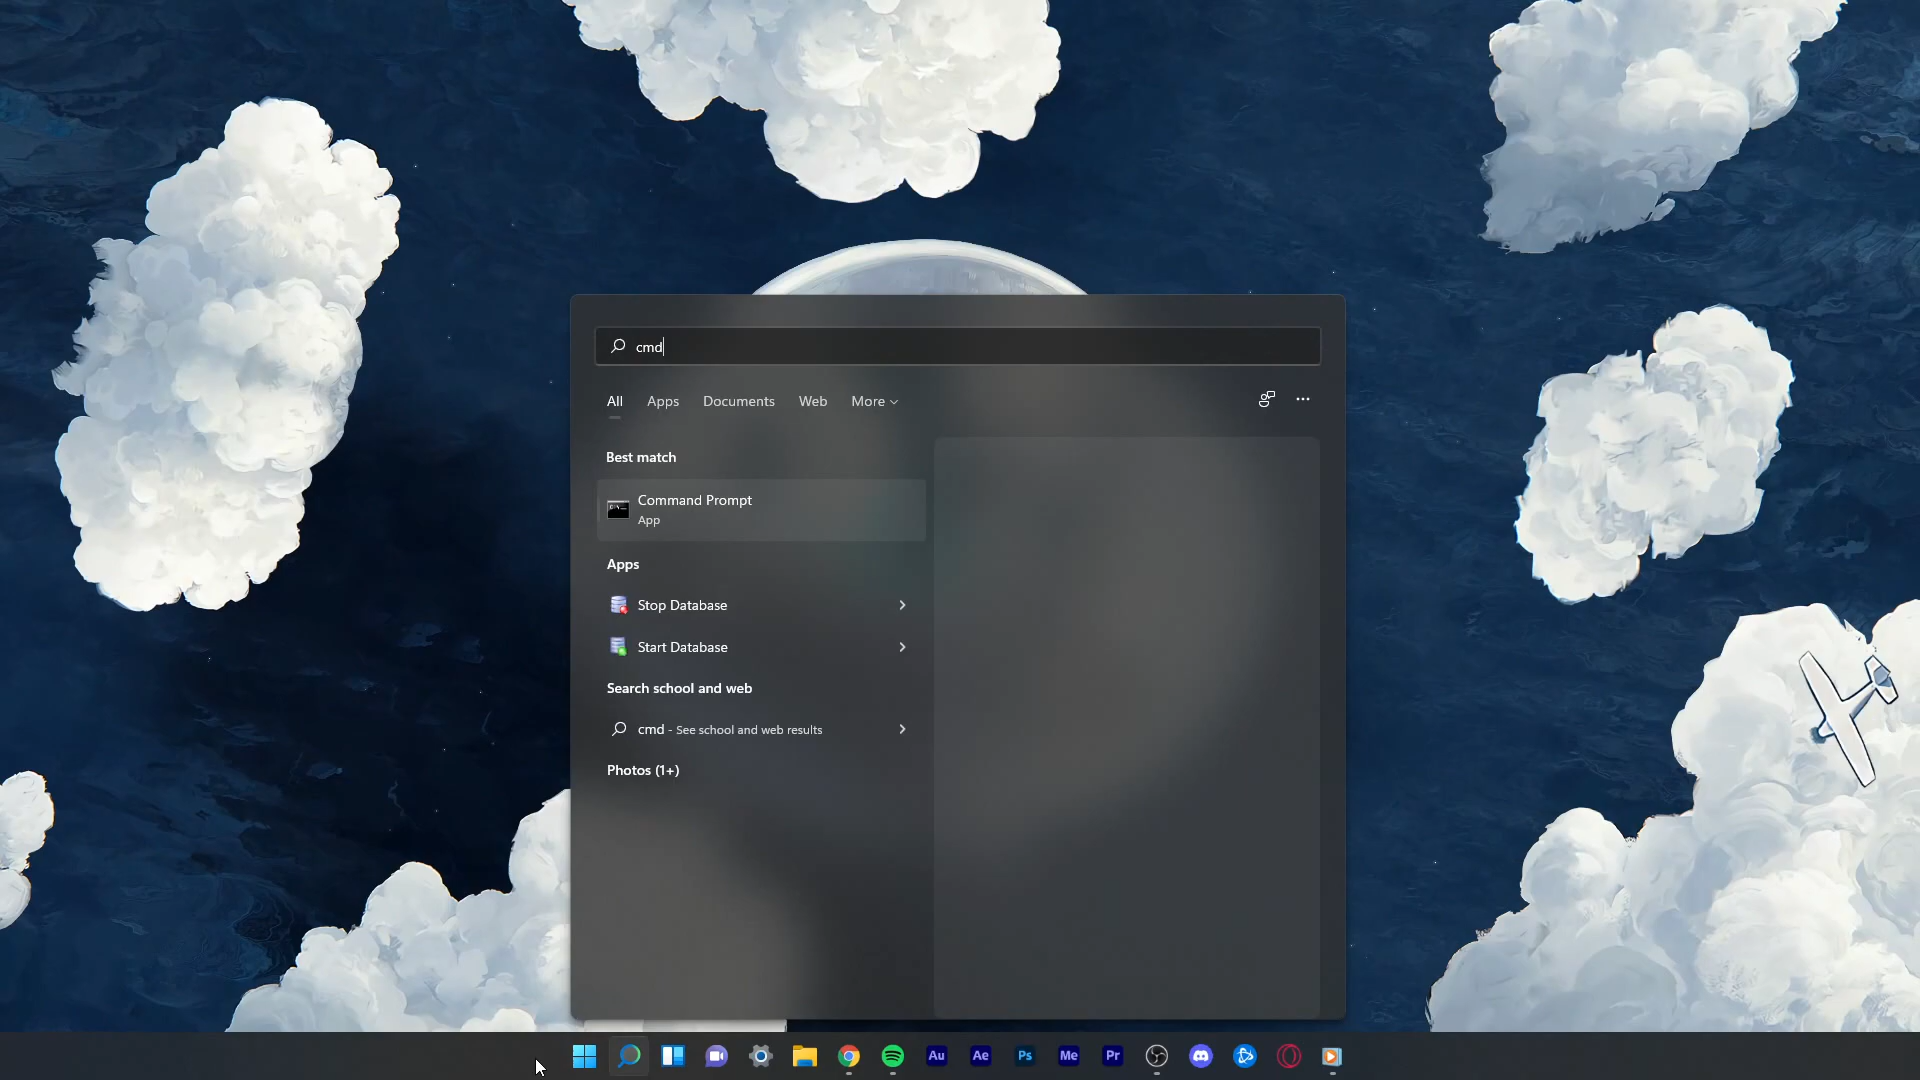 cmd
All
Apps
Documents
Web
More
Best match
Command Prompt
App
Apps
Stop Database
Start Database
Search school and web
cmd - See school and web results
Photos (1+)
Au
Ae
Ps
Me
Pr